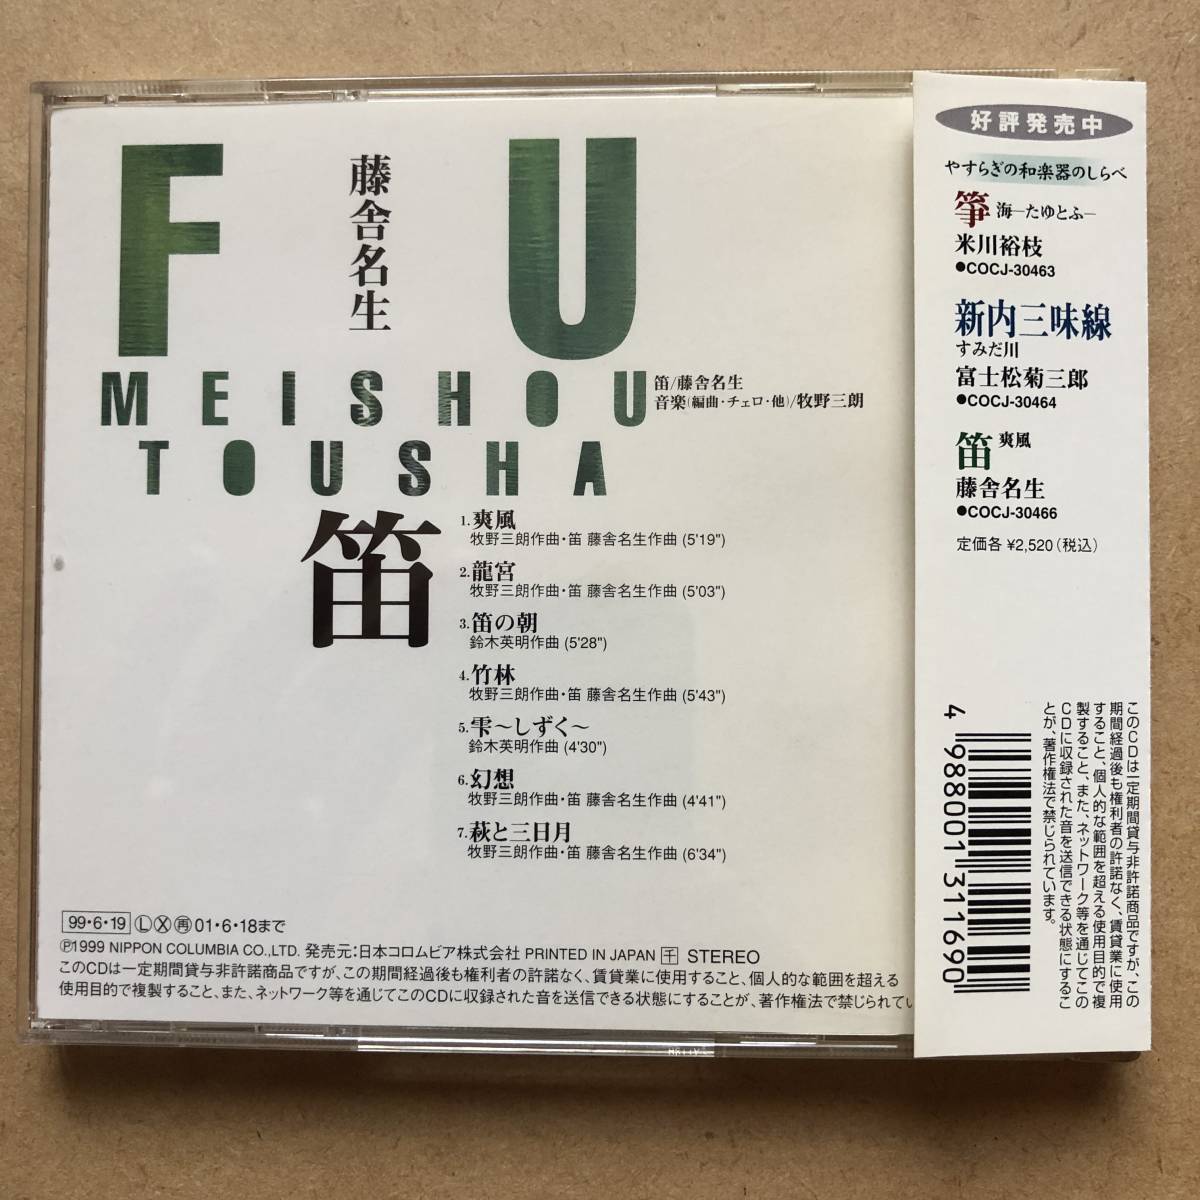 FU
藤舎名生
MEISHOU
TOUSHA
笛
笛/藤舎名生
音楽(編曲・チェロ・他)/牧野三朗
1.爽風
牧野三朗作曲・笛 藤舎名生作曲 (5'19")
2.龍宮
牧野三朗作曲・笛 藤舎名生作曲 (5'03")
3.笛の朝
鈴木英明作曲 (5'28")
4.竹林
牧野三朗作曲・笛 藤舎名生作曲 (5'43")
5.雫〜しずく〜
鈴木英明作曲 (4'30")
6.幻想
牧野三朗作曲・笛 藤舎名生作曲 (4'41")
7.萩と三日月
牧野三朗作曲・笛 藤舎名生作曲 (6'34")
99・6・19 Ⓛ Ⓧ ㊢ 01・6・18まで
Ⓟ1999 NIPPON COLUMBIA CO.,LTD. 発売元:日本コロムビア株式会社 PRINTED IN JAPAN 千 STEREO
このCDは一定期間貸与非許諾商品ですが、この期間経過後も権利者の許諾なく、賃貸業に使用すること、個人的な範囲を超える
使用目的で複製すること、また、ネットワーク等を通じてこのCDに収録された音を送信できる状態にすることが、著作権法で禁じられてい
好評発売中
やすらぎの和楽器のしらべ
箏 海―たゆとふ―
米川裕枝
●COCJ-30463
新内三味線
すみだ川
富士松菊三郎
●COCJ-30464
笛 爽風
藤舎名生
●COCJ-30466
定価各 ¥2,520(税込)
このCDは一定期間貸与非許諾商品ですが、この
期間経過後も権利者の許諾なく、賃貸業に使用
すること、個人的な範囲を超える使用目的で複
製すること、また、ネットワーク等を通じてこの
CDに収録された音を送信できる状態にするこ
とが、著作権法で禁じられています。
4 988001 311690